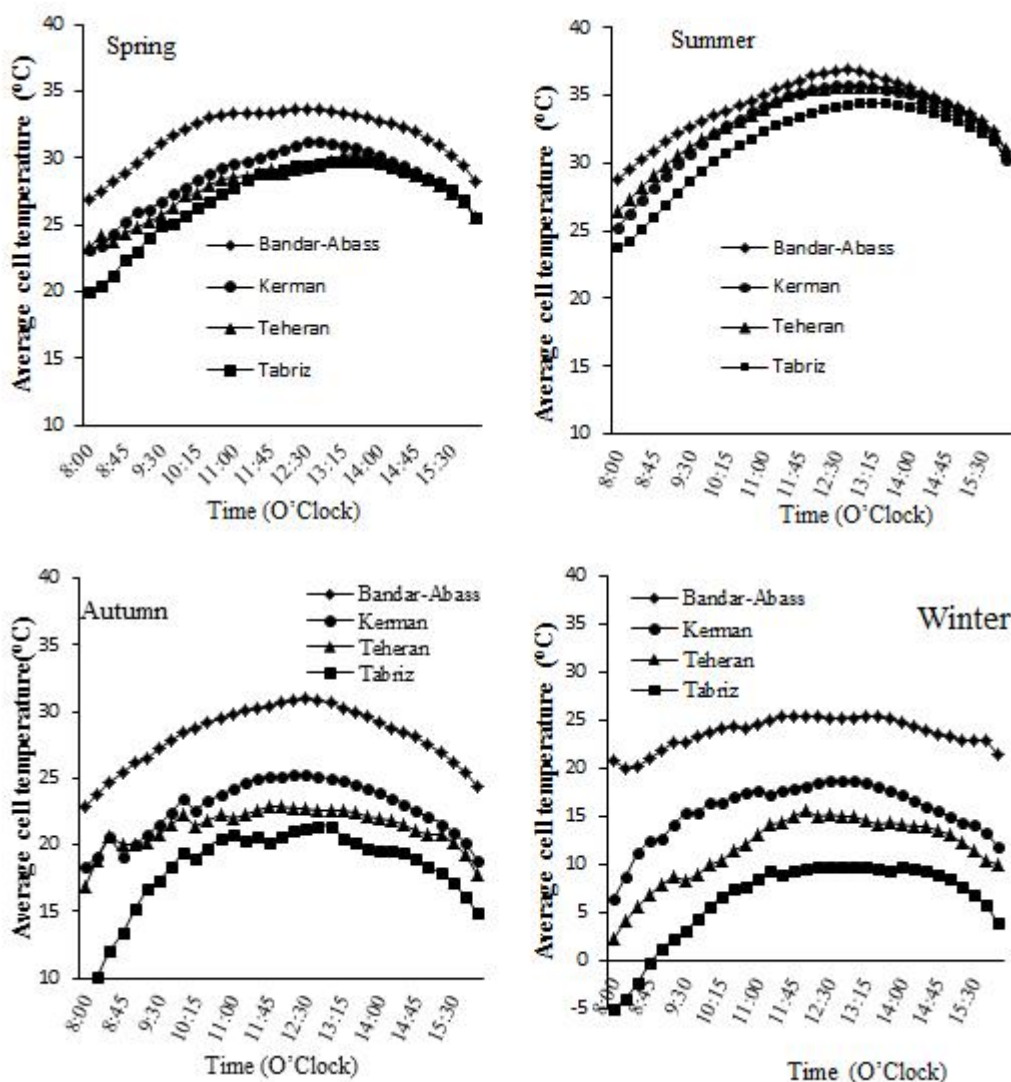 Spring
Average cell temperature (⁰C)
40
35
30
25
20
15
10
Bandar-Abass
Kerman
Teheran
Tabriz
8:00
8:45
9:30
10:15
11:00
11:45
12:30
13:15
14:00
14:45
15:30
Time (O’Clock)
Summer
Average cell temperature (⁰C)
40
35
30
25
20
15
10
Bandar-Abass
Kerman
Teheran
Tabriz
8:00
8:45
9:30
10:15
11:00
11:45
12:30
13:15
14:00
14:45
15:30
Time (O’Clock)
Autumn
Average cell temperature(⁰C)
40
35
30
25
20
15
10
Bandar-Abass
Kerman
Teheran
Tabriz
8:00
8:45
9:30
10:15
11:00
11:45
12:30
13:15
14:00
14:45
15:30
Time (O’Clock)
Winter
Average cell temperature (⁰C)
40
35
30
25
20
15
10
5
0
-5
Bandar-Abass
Kerman
Teheran
Tabriz
8:00
8:45
9:30
10:15
11:00
11:45
12:30
13:15
14:00
14:45
15:30
Time (O’Clock)